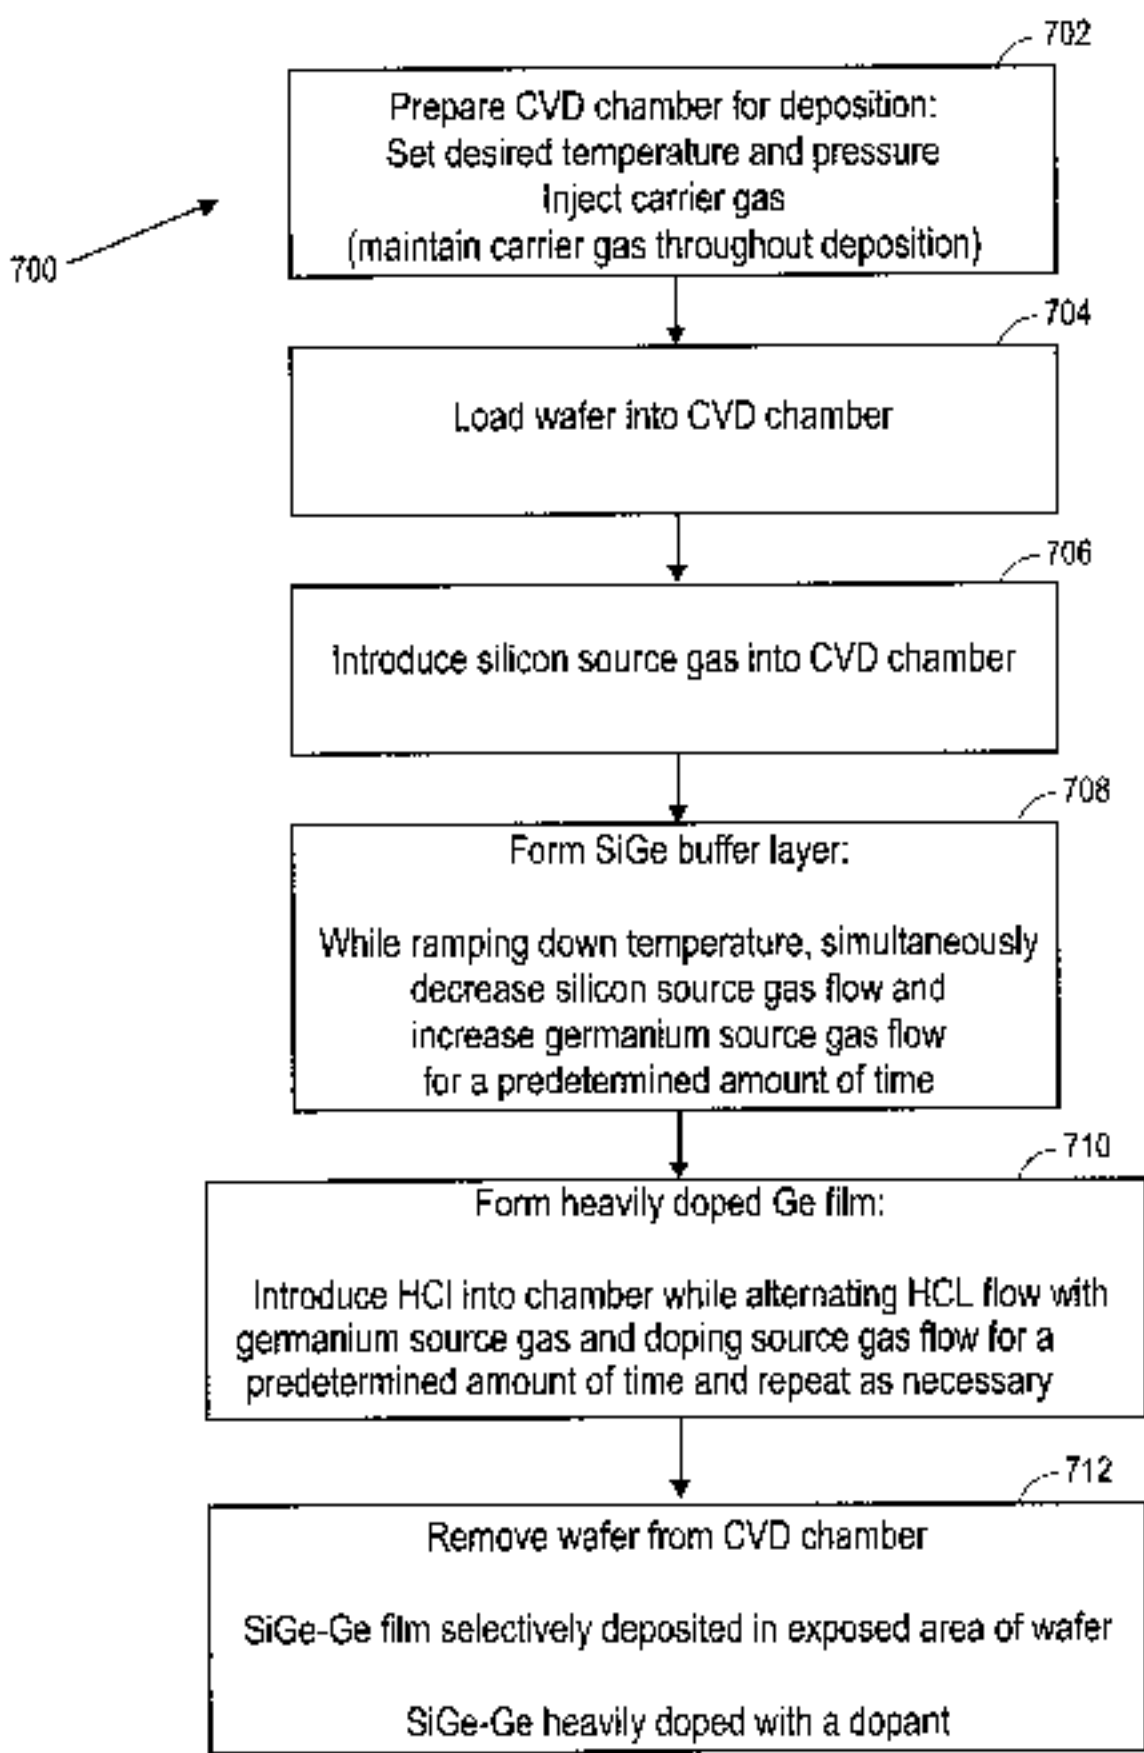 702
Prepare CVD chamber for deposition:
Set desired temperature and pressure
Inject carrier gas
(maintain carrier gas throughout deposition)
700
704
Load wafer into CVD chamber
706
Introduce silicon source gas into CVD chamber
708
Form SiGe buffer layer:
While ramping down temperature, simultaneously
decrease silicon source gas flow and
increase germanium source gas flow
for a predetermined amount of time
710
Form heavily doped Ge film:
Introduce HCl into chamber while alternating HCL flow with
germanium source gas and doping source gas flow for a
predetermined amount of time and repeat as necessary
712
Remove wafer from CVD chamber
SiGe-Ge film selectively deposited in exposed area of wafer
SiGe-Ge heavily doped with a dopant